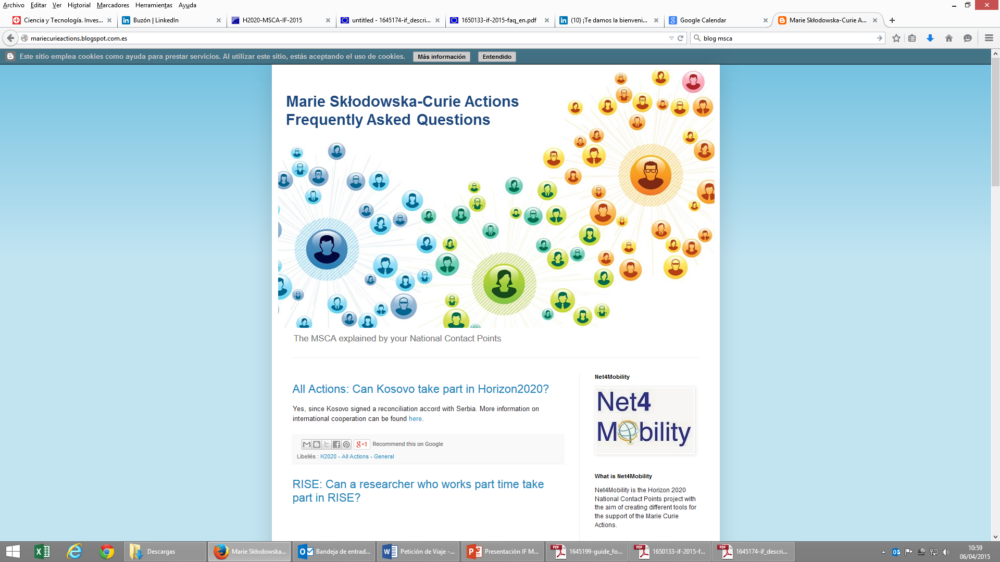 Archivo Editar Ver Historial Marcadores Herramientas Ayuda
Ciencia y Tecnología. Inves...
Buzón | LinkedIn
H2020-MSCA-IF-2015
untitled - 1645174-if_descri...
1650133-if-2015-faq_en.pdf
(10) ¡Te damos la bienveni...
Google Calendar
Marie Skłodowska-Curie A...
mariecurieactions.blogspot.com.es
blog msca
Este sitio emplea cookies como ayuda para prestar servicios. Al utilizar este sitio, estás aceptando el uso de cookies. Más información Entendido
Marie Skłodowska-Curie Actions
Frequently Asked Questions
The MSCA explained by your National Contact Points
All Actions: Can Kosovo take part in Horizon2020?
Yes, since Kosovo signed a reconciliation accord with Serbia. More information on
international cooperation can be found here.
g+1 Recommend this on Google
Libellés : H2020 - All Actions - General
RISE: Can a researcher who works part time take
part in RISE?
Net4Mobility
Net4
Mobility
What is Net4Mobility
Net4Mobility is the Horizon 2020
National Contact Points project with
the aim of creating different tools for
the support of the Marie Curie
Actions.
Descargas
Marie Skłodowska...
Bandeja de entrad...
Petición de Viaje -...
Presentación IF M...
1645199-guide_fo...
1650133-if-2015-f...
1645174-if_descri...
10:59
06/04/2015